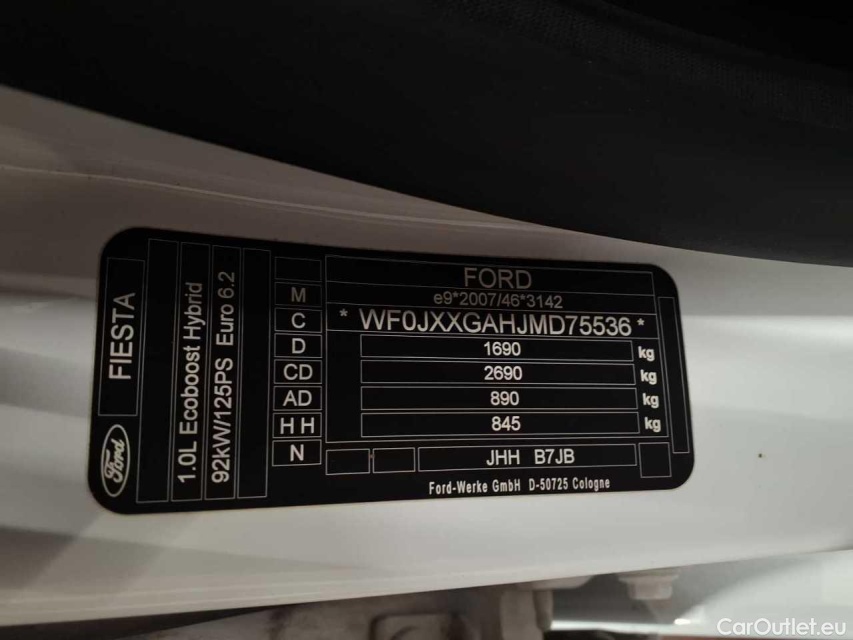 FIESTA
Ford
1.0L Ecoboost Hybrid
92kW/125PS Euro 6.2
M
C
D
CD
AD
HH
N
FORD
e9*2007/46*3142
* WF0JXXGAHJMD75536 *
1690 kg
2690 kg
890 kg
845 kg
JHH B7JB
Ford-Werke GmbH D-50725 Cologne
CarOutlet.eu